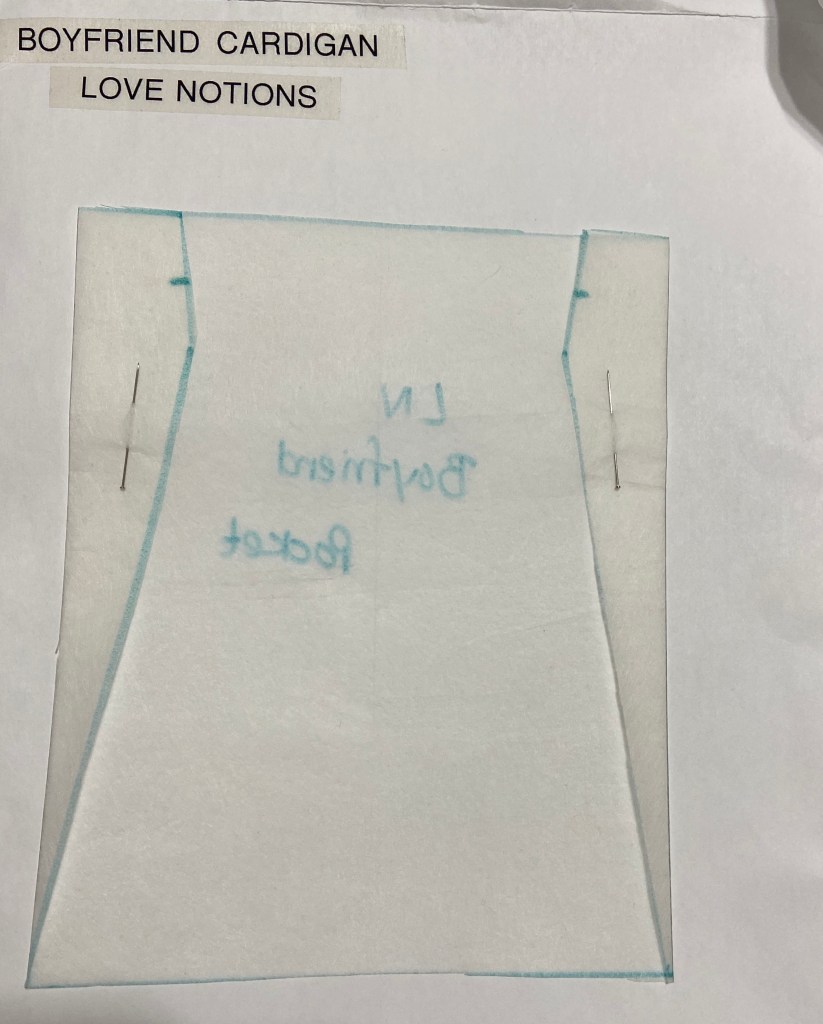 BOYFRIEND CARDIGAN
LOVE NOTIONS
LN
Boyfriend
Pocket